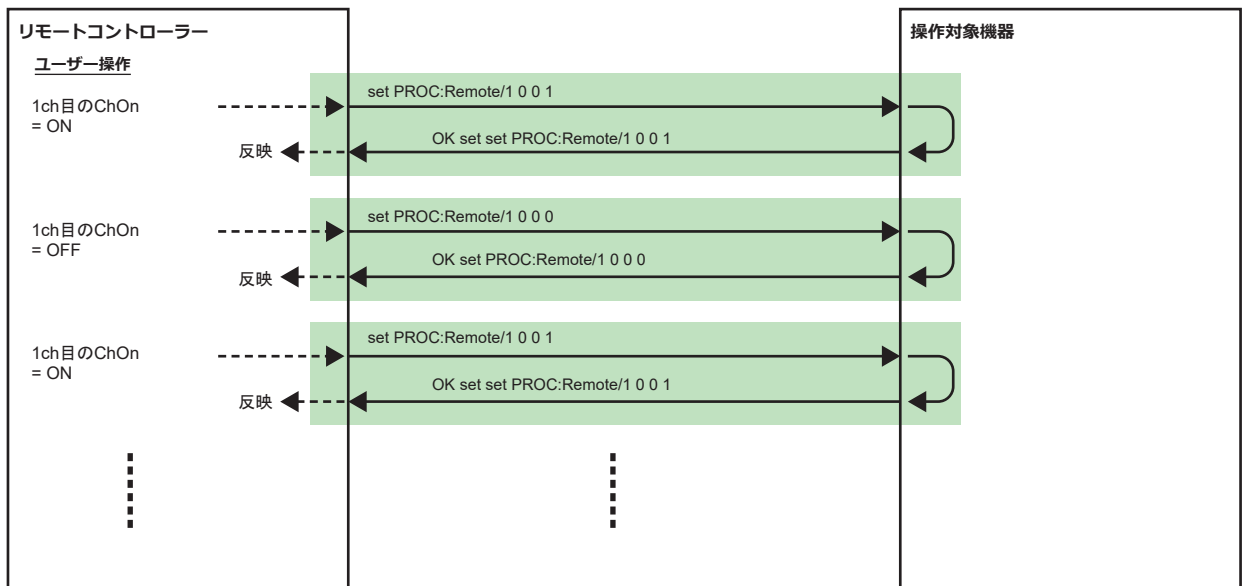 リモートコントローラー
操作対象機器
ユーザー操作
1ch目のChOn
= ON
set PROC:Remote/1 0 0 1
OK set set PROC:Remote/1 0 0 1
反映
1ch目のChOn
= OFF
set PROC:Remote/1 0 0 0
OK set PROC:Remote/1 0 0 0
反映
1ch目のChOn
= ON
set PROC:Remote/1 0 0 1
OK set set PROC:Remote/1 0 0 1
反映